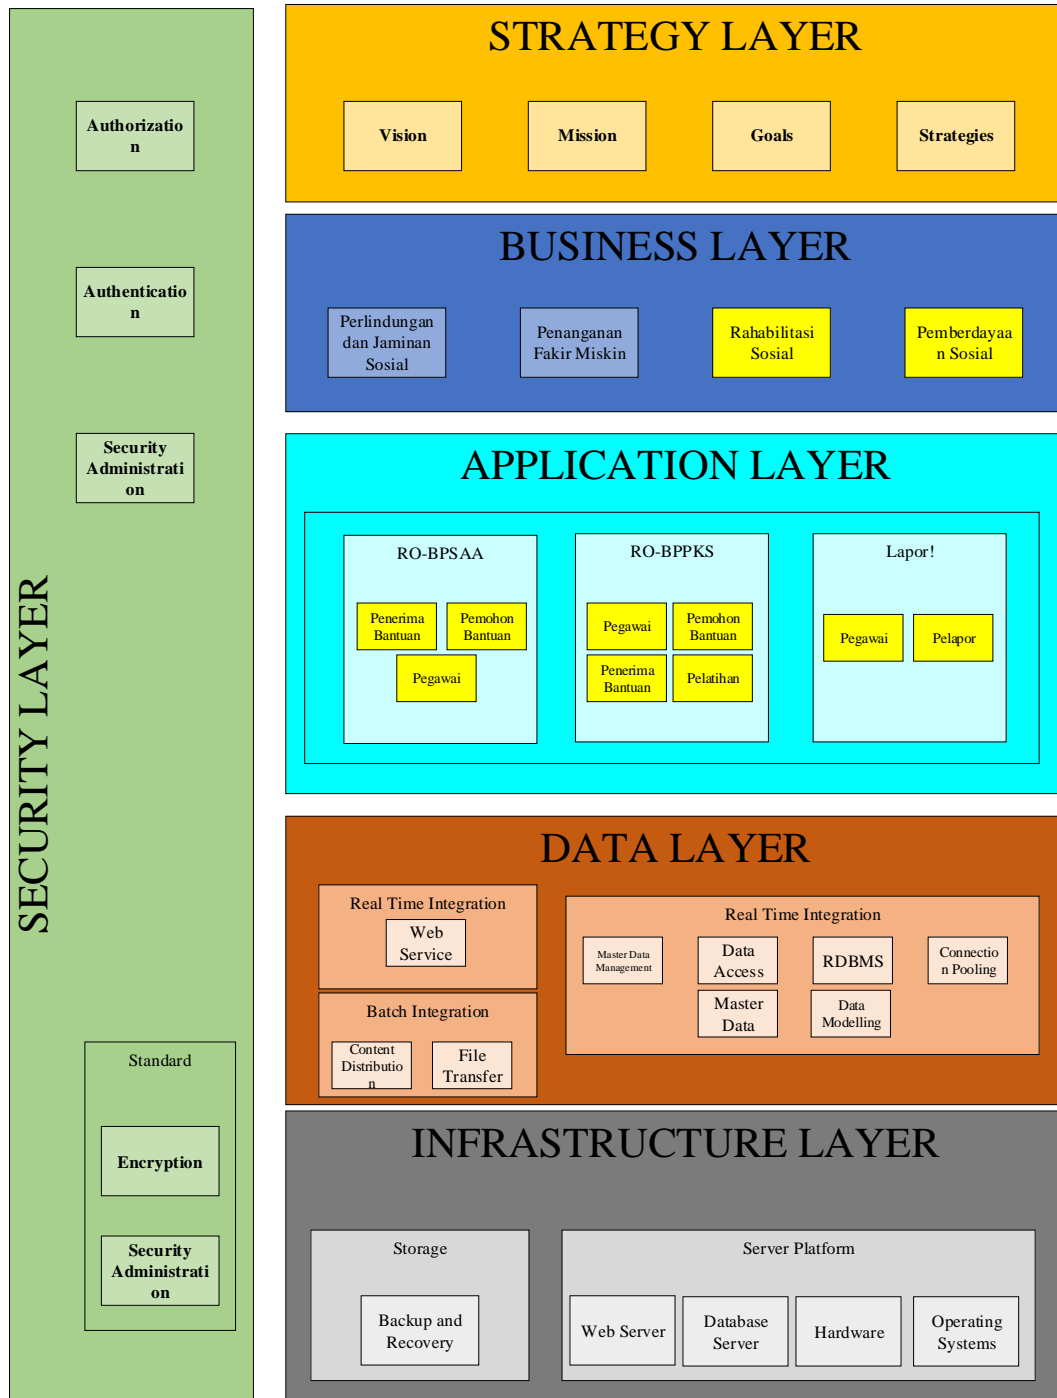 SECURITY LAYER
Authorizatio
n
Authenticatio
n
Security
Administrati
on
Standard
Encryption
Security
Administrati
on
STRATEGY LAYER
Vision
Mission
Goals
Strategies
BUSINESS LAYER
Perlindungan
dan Jaminan
Sosial
Penanganan
Fakir Miskin
Rahabilitasi
Sosial
Pemberdayaa
n Sosial
APPLICATION LAYER
RO-BPSAA
Penerima
Bantuan
Pemohon
Bantuan
Pegawai
RO-BPPKS
Pegawai
Pemohon
Bantuan
Penerima
Bantuan
Pelatihan
Lapor!
Pegawai
Pelapor
DATA LAYER
Real Time Integration
Web
Service
Batch Integration
Content
Distributio
n
File
Transfer
Real Time Integration
Master Data
Management
Data
Access
RDBMS
Connectio
n Pooling
Master
Data
Data
Modelling
INFRASTRUCTURE LAYER
Storage
Backup and
Recovery
Server Platform
Web Server
Database
Server
Hardware
Operating
Systems